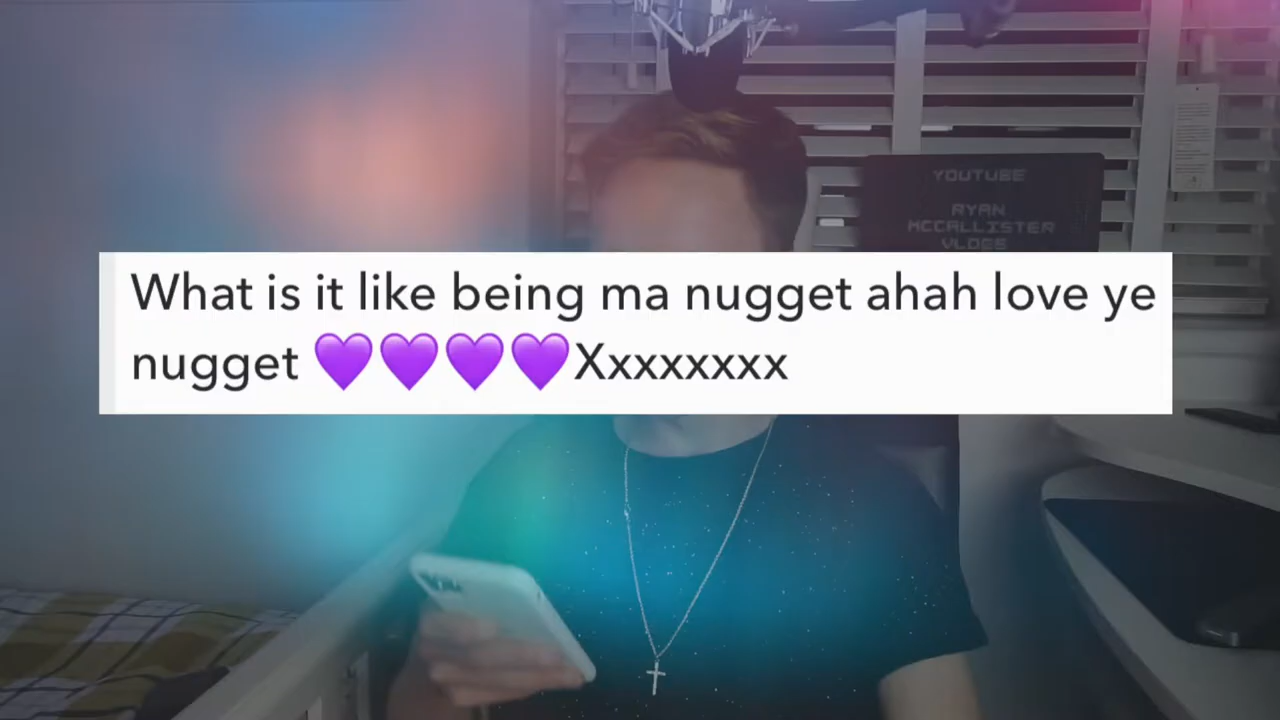 YOUTUBE
RYAN
MCCALLISTER
VLOGS
What is it like being ma nugget ahah love ye
nugget 💜💜💜💜Xxxxxxxx